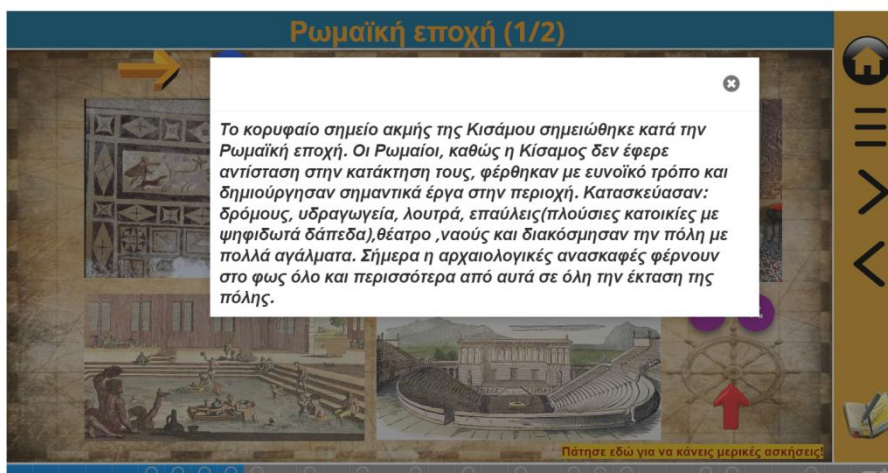 Ρωμαϊκή εποχή (1/2)
Το κορυφαίο σημείο ακμής της Κισάμου σημειώθηκε κατά την
Ρωμαϊκή εποχή. Οι Ρωμαίοι, καθώς η Κίσαμος δεν έφερε
αντίσταση στην κατάκτηση τους, φέρθηκαν με ευνοϊκό τρόπο και
δημιούργησαν σημαντικά έργα στην περιοχή. Κατασκεύασαν:
δρόμους, υδραγωγεία, λουτρά, επαύλεις(πλούσιες κατοικίες με
ψηφιδωτά δάπεδα),θέατρο ,ναούς και διακόσμησαν την πόλη με
πολλά αγάλματα. Σήμερα η αρχαιολογικές ανασκαφές φέρνουν
στο φως όλο και περισσότερα από αυτά σε όλη την έκταση της
πόλης.
Πάτησε εδώ για να κάνεις μερικές ασκήσεις!